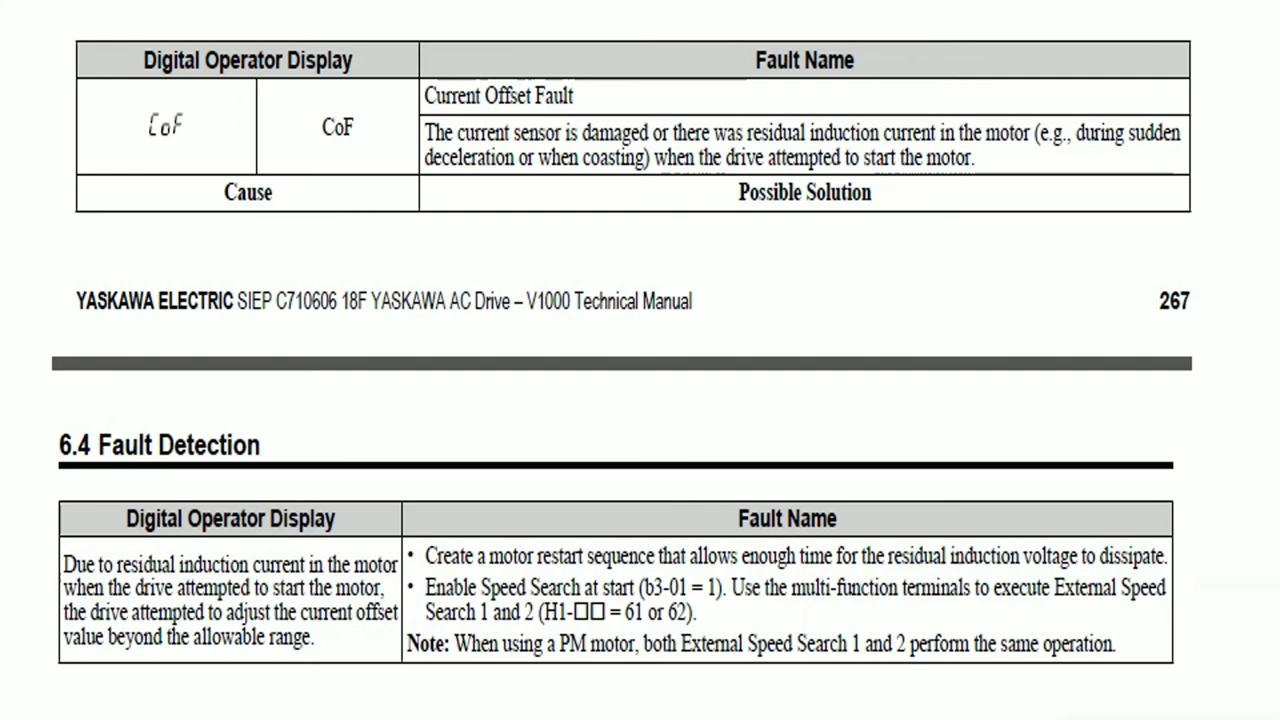 Digital Operator Display Fault Name
CoF CoF
Current Offset Fault
The current sensor is damaged or there was residual induction current in the motor (e.g., during sudden
deceleration or when coasting) when the drive attempted to start the motor.
Cause Possible Solution
YASKAWA ELECTRIC SIEP C710606 18F YASKAWA AC Drive – V1000 Technical Manual 267
6.4 Fault Detection
Digital Operator Display Fault Name
Due to residual induction current in the motor
when the drive attempted to start the motor,
the drive attempted to adjust the current offset
value beyond the allowable range.
• Create a motor restart sequence that allows enough time for the residual induction voltage to dissipate.
• Enable Speed Search at start (b3-01 = 1). Use the multi-function terminals to execute External Speed
Search 1 and 2 (H1-□□ = 61 or 62).
Note: When using a PM motor, both External Speed Search 1 and 2 perform the same operation.